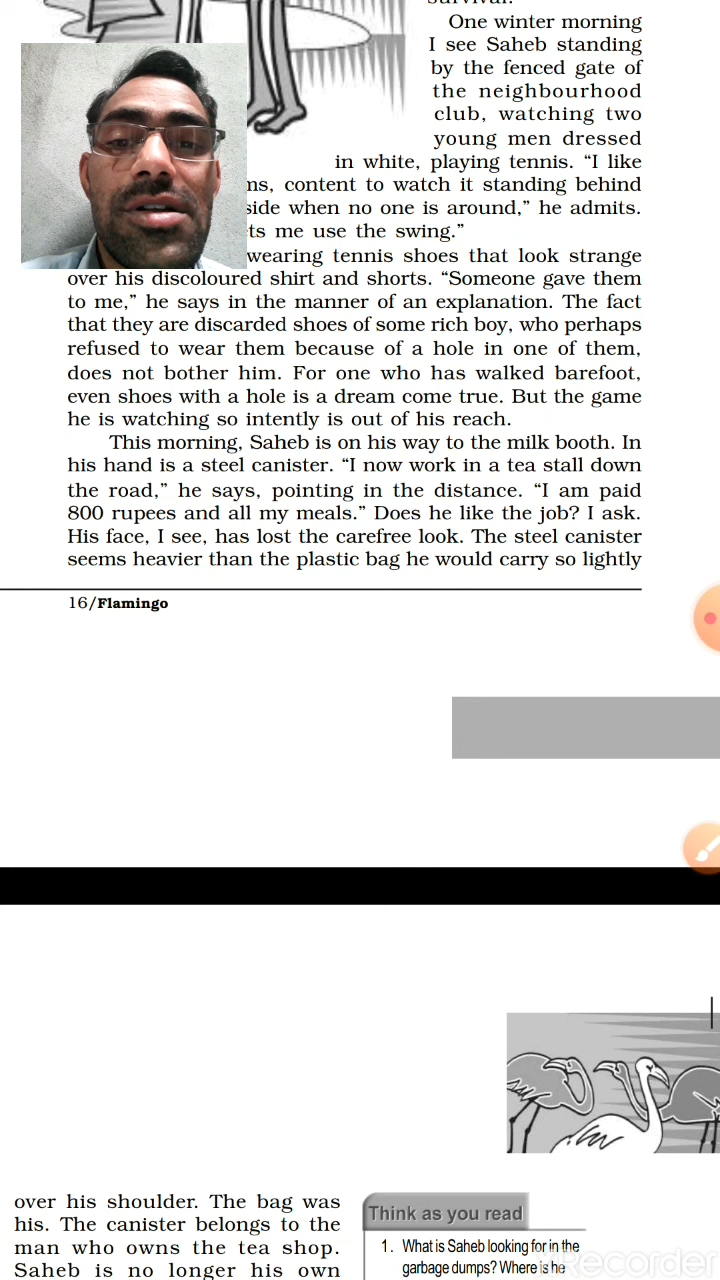 survival.
One winter morning
I see Saheb standing
by the fenced gate of
the neighbourhood
club, watching two
young men dressed
in white, playing tennis. “I like
content to watch it standing behind
when no one is around,” he admits.
me use the swing.”
wearing tennis shoes that look strange
over his discoloured shirt and shorts. “Someone gave them
to me,” he says in the manner of an explanation. The fact
that they are discarded shoes of some rich boy, who perhaps
refused to wear them because of a hole in one of them,
does not bother him. For one who has walked barefoot,
even shoes with a hole is a dream come true. But the game
he is watching so intently is out of his reach.
This morning, Saheb is on his way to the milk booth. In
his hand is a steel canister. “I now work in a tea stall down
the road,” he says, pointing in the distance. “I am paid
800 rupees and all my meals.” Does he like the job? I ask.
His face, I see, has lost the carefree look. The steel canister
seems heavier than the plastic bag he would carry so lightly
16/Flamingo
over his shoulder. The bag was
his. The canister belongs to the
man who owns the tea shop.
Saheb is no longer his own
Think as you read
1. What is Saheb looking for in the
garbage dumps? Where is he
Recorder